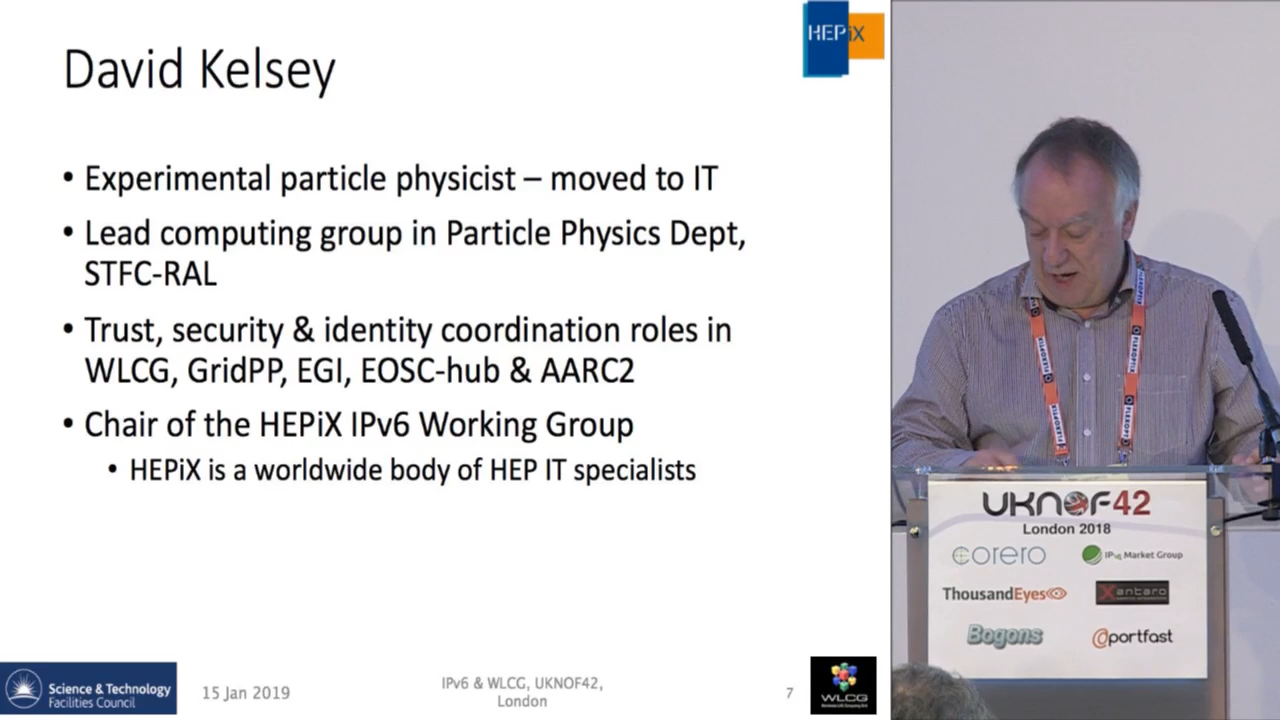 David Kelsey
HEPiX
• Experimental particle physicist – moved to IT
• Lead computing group in Particle Physics Dept,
STFC-RAL
• Trust, security & identity coordination roles in
WLCG, GridPP, EGI, EOSC-hub & AARC2
• Chair of the HEPiX IPv6 Working Group
• HEPiX is a worldwide body of HEP IT specialists
Science & Technology
Facilities Council
15 Jan 2019
IPv6 & WLCG, UKNOF42,
London
7
WLCG
FLEXOPTIX
FLEXOPTIX
UKNOF42
London 2018
corero
IPv4 Market Group
ThousandEyes
Xantaro
Bogons
portfast